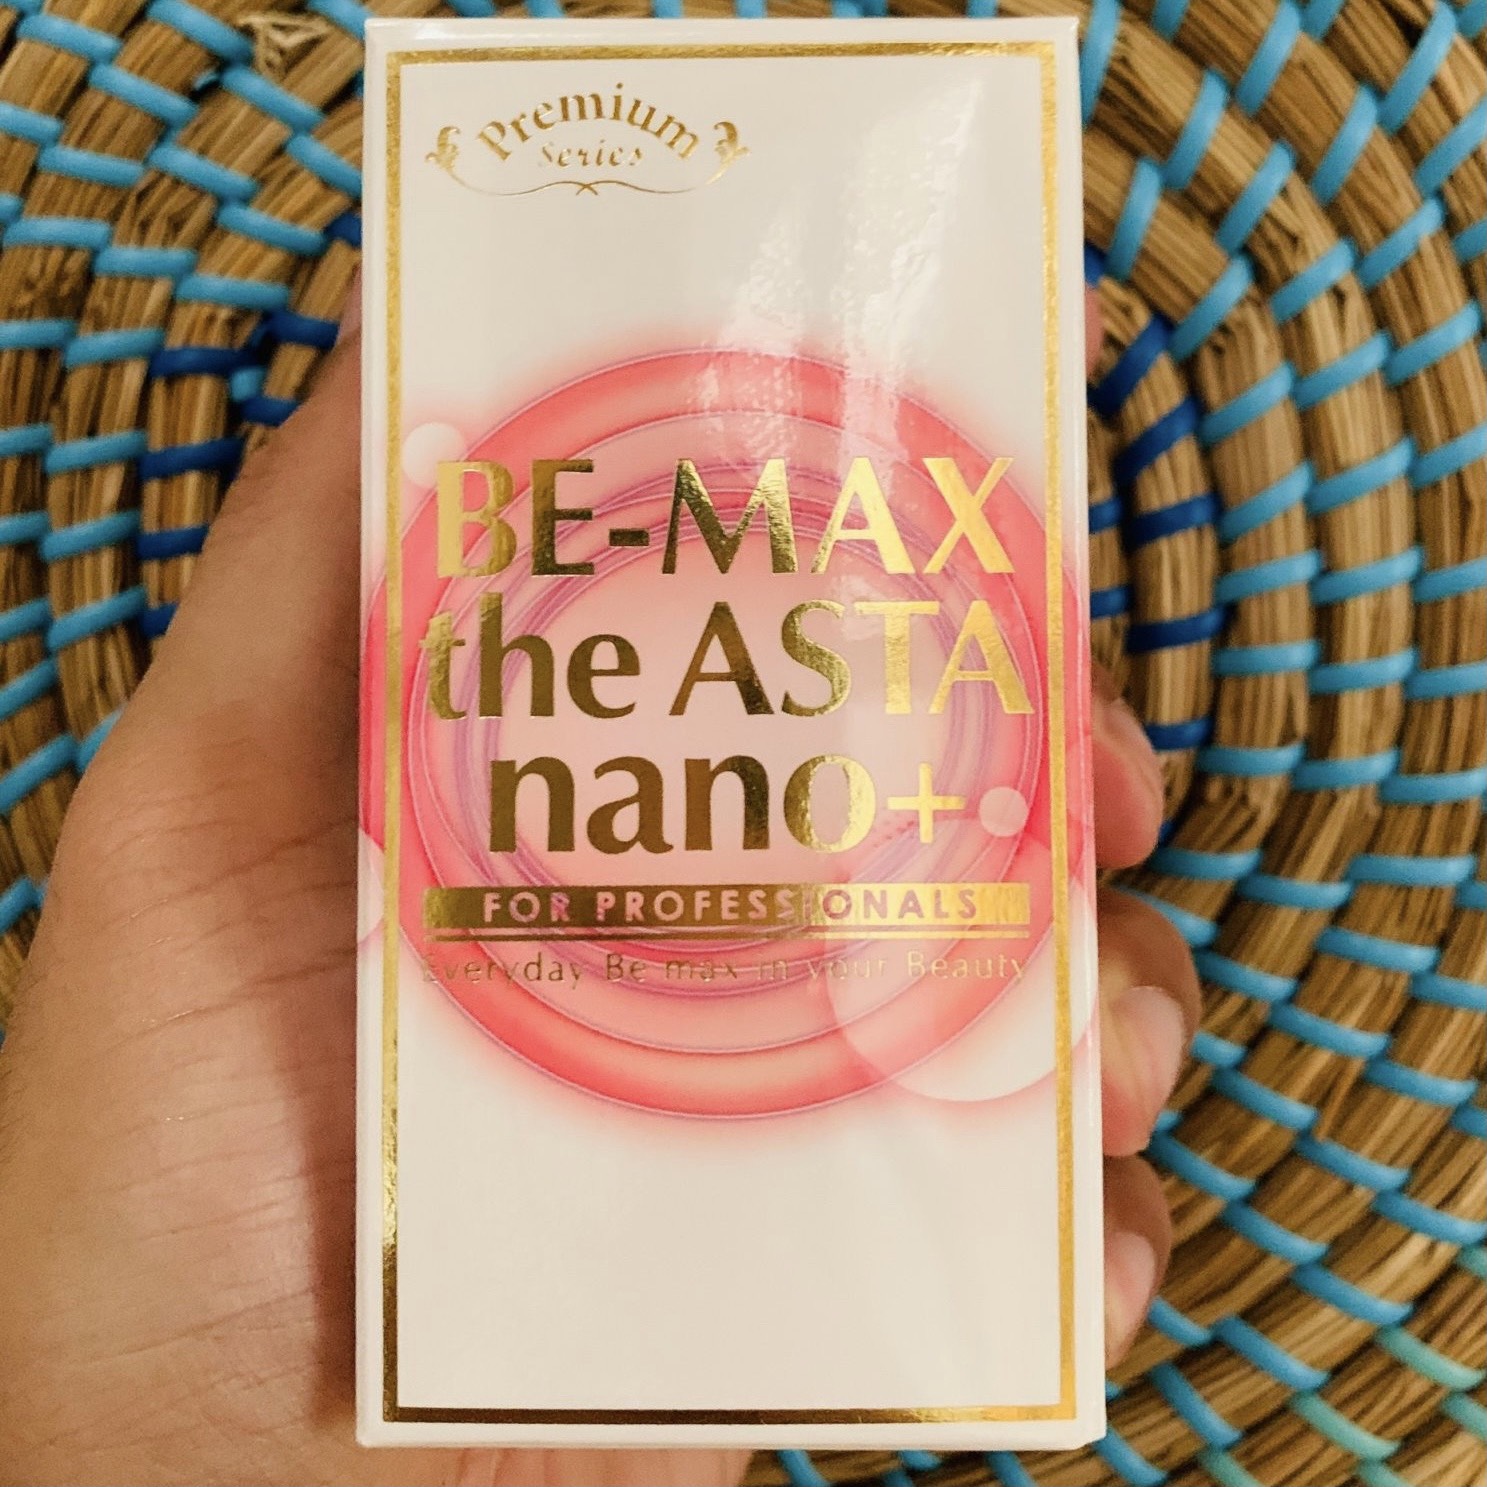 Premium
Series
BE-MAX
the ASTA
nano+
FOR PROFESSIONALS
Everyday Be max in your Beauty